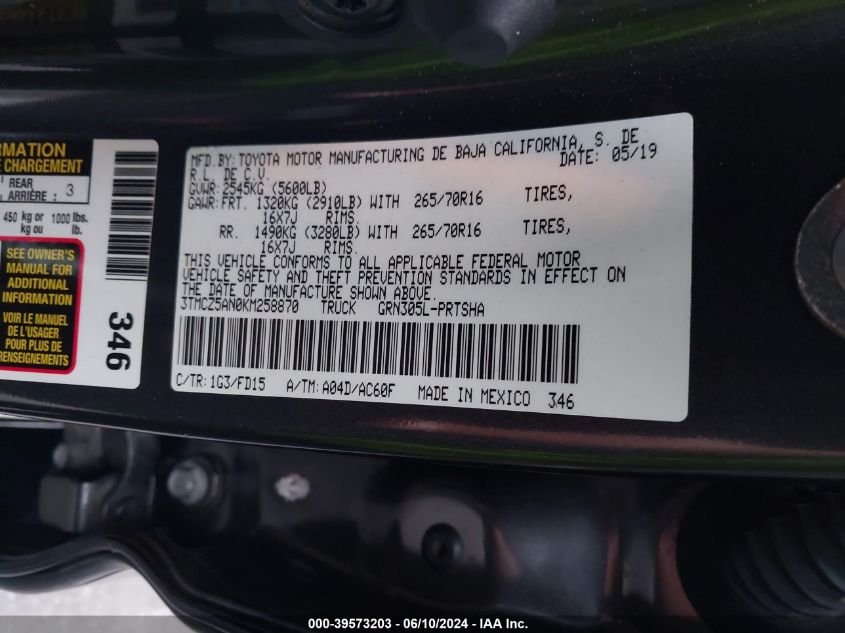 RMATION
E CHARGEMENT
REAR
ARRIÈRE : 3
450 kg or 1000 lbs.
kg ou lb.
SEE OWNER'S
MANUAL FOR
ADDITIONAL
INFORMATION
VOIR LE MANUEL
DE L'USAGER
POUR PLUS DE
RENSEIGNEMENTS
346
MFD.BY: TOYOTA MOTOR MANUFACTURING DE BAJA CALIFORNIA, S. DE
R.L. DE C.V. DATE: 05/19
GVWR: 2545KG (5600LB)
GAWR: FRT. 1320KG (2910LB) WITH 265/70R16 TIRES,
16X7J RIMS.
RR. 1490KG (3280LB) WITH 265/70R16 TIRES,
16X7J RIMS.
THIS VEHICLE CONFORMS TO ALL APPLICABLE FEDERAL MOTOR
VEHICLE SAFETY AND THEFT PREVENTION STANDARDS IN EFFECT ON
THE DATE OF MANUFACTURE SHOWN ABOVE.
3TMCZ5AN0KM258870 TRUCK GRN305L-PRTSHA
C/TR: 1G3/FD15 A/TM: A04D/AC60F MADE IN MEXICO 346
000-39573203 - 06/10/2024 - IAA Inc.